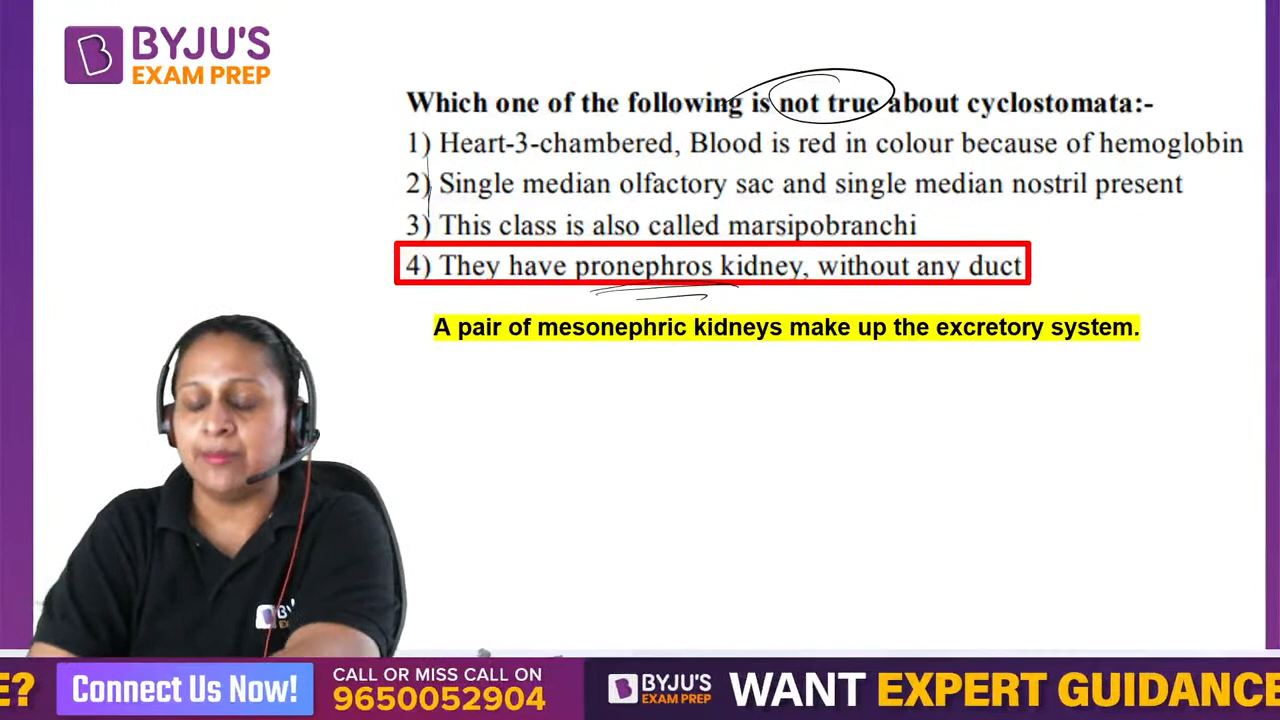 BYJU'S
EXAM PREP
Which one of the following is not true about cyclostomata:-
1) Heart-3-chambered, Blood is red in colour because of hemoglobin
2) Single median olfactory sac and single median nostril present
3) This class is also called marsipobranchi
4) They have pronephros kidney, without any duct
A pair of mesonephric kidneys make up the excretory system.
E? Connect Us Now! CALL OR MISS CALL ON
9650052904
BYJU'S
EXAM PREP
WANT EXPERT GUIDANCE